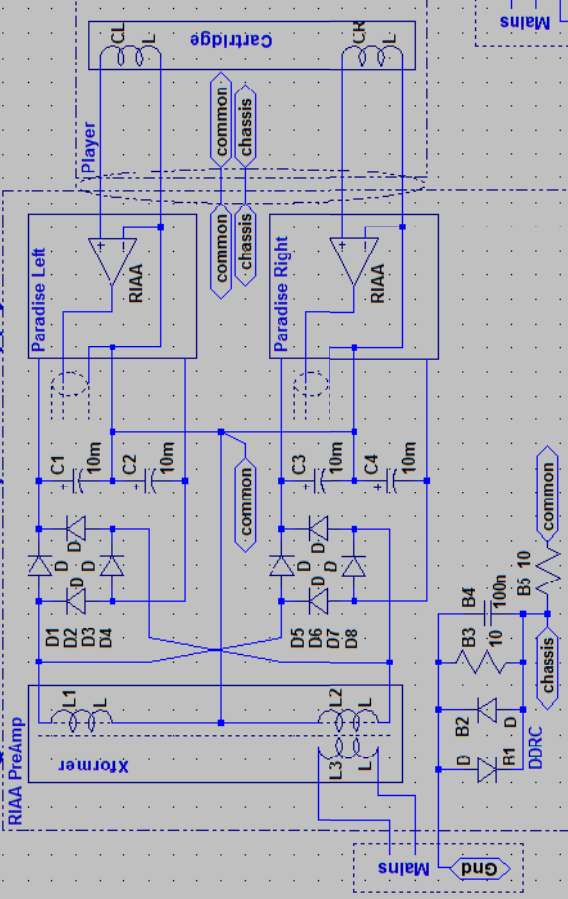 Mains
CL
L
CR
L
Cartridge
Player
common
chassis
common
chassis
Paradise Left
+
RIAA
Paradise Right
+
RIAA
C1
+
10m
C2
10m
C3
+
10m
C4
+
10m
common
D
D
D
D
D1
D2
D3
D4
D
D
D
D
D5
D6
D7
D8
RIAA PreAmp
L1
L
L2
L3
L
Xformer
Mains
Gnd
B4
100n
B3
10
B2
D
D
R1
DDRC
B5
10
common
chassis